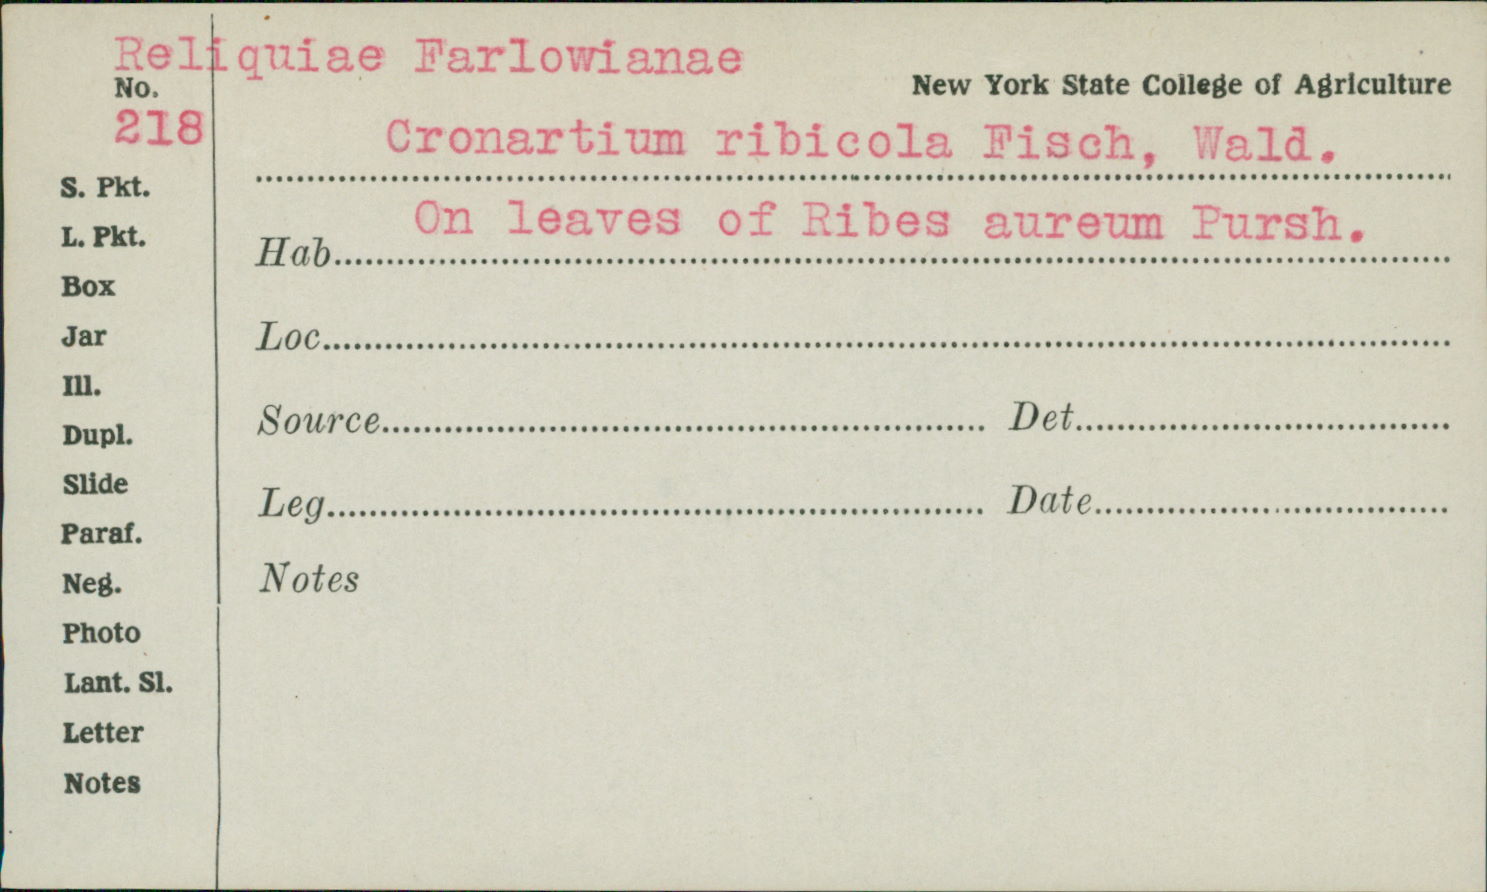 Reliquiae Farlowianae
No.
New York State College of Agriculture
218
Cronartium ribicola Fisch, Wald.
S. Pkt.
On leaves of Ribes aureum Pursh.
L. Pkt.
Hab
Box
Jar
Loc
Ill.
Dupl.
Source Det
Slide
Leg Date
Paraf.
Neg.
Notes
Photo
Lant. Sl.
Letter
Notes